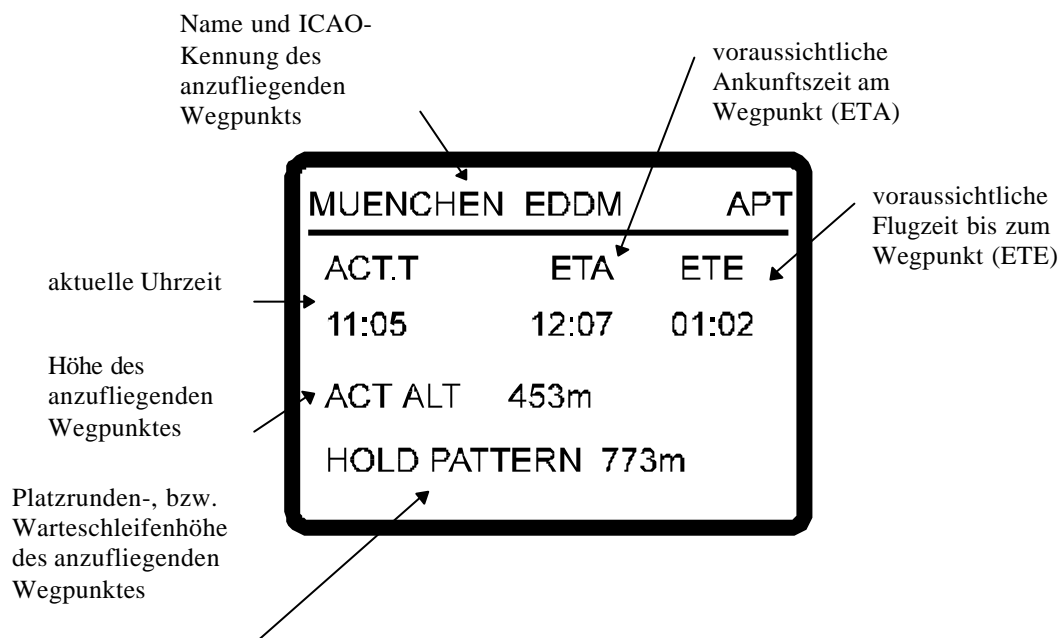 Name und ICAO-
Kennung des
anzufliegenden
Wegpunkts
voraussichtliche
Ankunftszeit am
Wegpunkt (ETA)
MUENCHEN EDDM APT
voraussichtliche
Flugzeit bis zum
Wegpunkt (ETE)
aktuelle Uhrzeit
ACT.T ETA ETE
11:05 12:07 01:02
Höhe des
anzufliegenden
Wegpunktes
ACT ALT 453m
HOLD PATTERN 773m
Platzrunden-, bzw.
Warteschleifenhöhe
des anzufliegenden
Wegpunktes